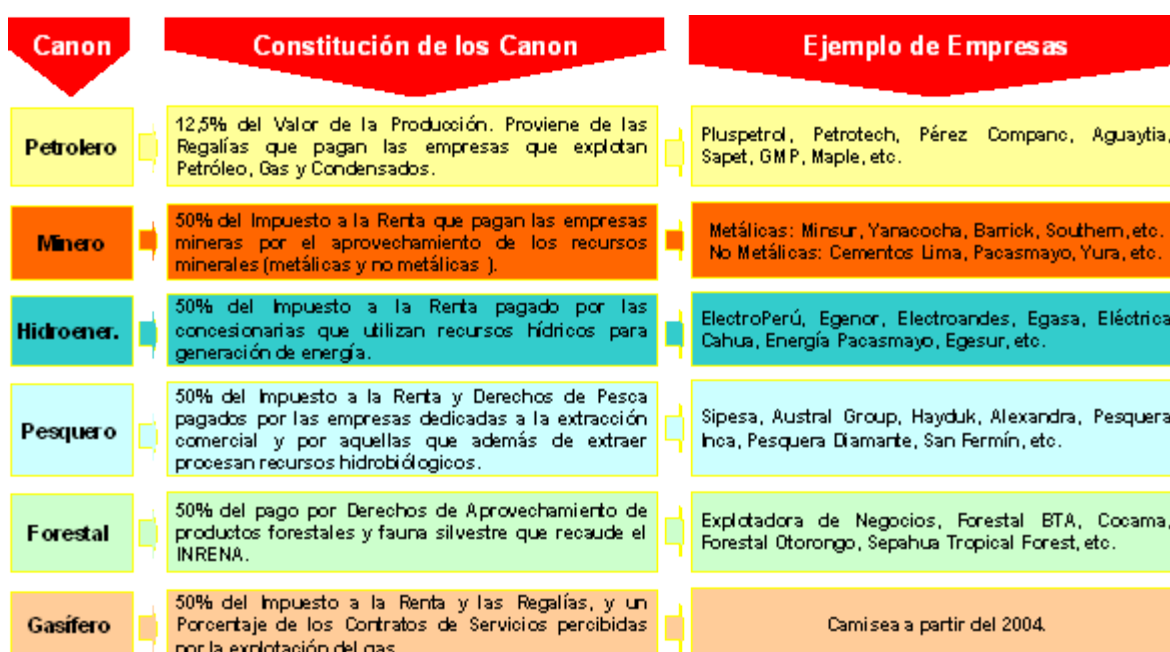 Canon
Constitución de los Canon
Ejemplo de Empresas
Petrolero
12,5% del Valor de la Producción. Proviene de las
Regalías que pagan las empresas que explotan
Petróleo, Gas y Condensados.
Pluspetrol, Petrotech, Pérez Companc, Aguaytia,
Sapet, GMP, Maple, etc.
Minero
50% del Impuesto a la Renta que pagan las empresas
mineras por el aprovechamiento de los recursos
minerales (metálicas y no metálicas ).
Metálicas: Minsur, Yanacocha, Barrick, Southern, etc.
No Metálicas: Cementos Lima, Pacasmayo, Yura, etc.
Hidroener.
50% del Impuesto a la Renta pagado por las
concesionarias que utilizan recursos hídricos para
generación de energía.
ElectroPerú, Egenor, Electroandes, Egasa, Eléctrica
Cahua, Energía Pacasmayo, Egesur, etc.
Pesquero
50% del Impuesto a la Renta y Derechos de Pesca
pagados por las empresas dedicadas a la extracción
comercial y por aquellas que además de extraer
procesan recursos hidrobiólogicos.
Sipesa, Austral Group, Hayduk, Alexandra, Pesquera
Inca, Pesquera Diamante, San Fermín, etc.
Forestal
50% del pago por Derechos de Aprovechamiento de
productos forestales y fauna silvestre que recaude el
INRENA.
Explotadora de Negocios, Forestal BTA, Cocama,
Forestal Otorongo, Sepahua Tropical Forest, etc.
Gasífero
50% del Impuesto a la Renta y las Regalías, y un
Porcentaje de los Contratos de Servicios percibidas
por la explotación del gas
Camisea a partir del 2004.